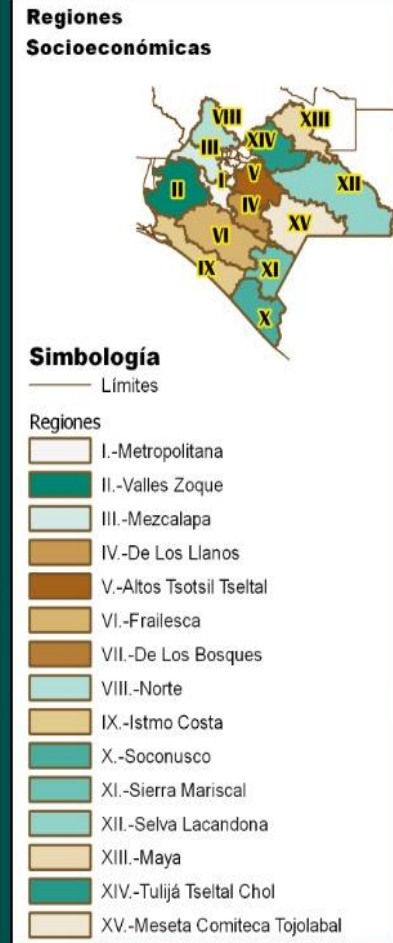 Regiones
Socioeconómicas
VIII
XIII
III
XIV
I
V
XII
II
IV
XV
VI
IX
XI
X
Simbología
Límites
Regiones
I.-Metropolitana
II.-Valles Zoque
III.-Mezcalapa
IV.-De Los Llanos
V.-Altos Tsotsil Tseltal
VI.-Frailesca
VII.-De Los Bosques
VIII.-Norte
IX.-Istmo Costa
X.-Soconusco
XI.-Sierra Mariscal
XII.-Selva Lacandona
XIII.-Maya
XIV.-Tulijá Tseltal Chol
XV.-Meseta Comiteca Tojolabal